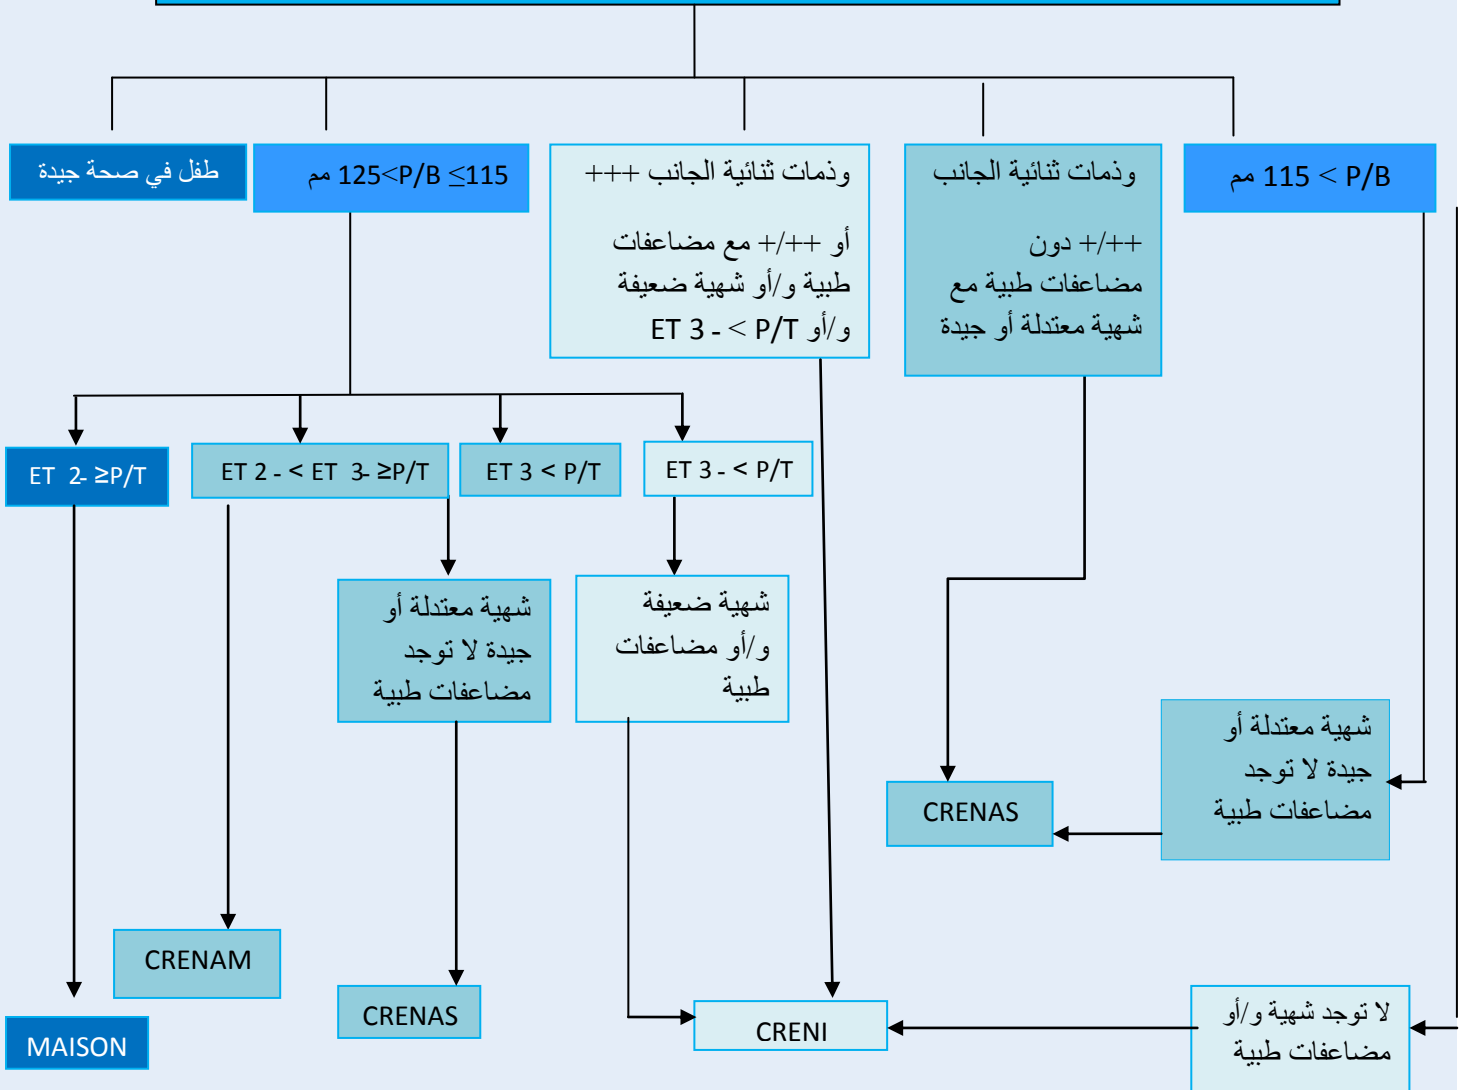 P/B > 115 مم
وذمات ثنائية الجانب
++/+ دون
مضاعفات طبية مع
شهية معتدلة أو جيدة
وذمات ثنائية الجانب +++
أو ++/+ مع مضاعفات
طبية و/أو شهية ضعيفة
و/أو ET 3 - < P/T
125<P/B ≤115 مم
طفل في صحة جيدة
ET 3 - < P/T
ET 3 < P/T
ET 2 - < ET 3- ≥P/T
ET 2- ≥P/T
شهية ضعيفة
و/أو مضاعفات
طبية
شهية معتدلة أو
جيدة لا توجد
مضاعفات طبية
شهية معتدلة أو
جيدة لا توجد
مضاعفات طبية
CRENAS
CRENAM
CRENAS
لا توجد شهية و/أو
مضاعفات طبية
CRENI
MAISON